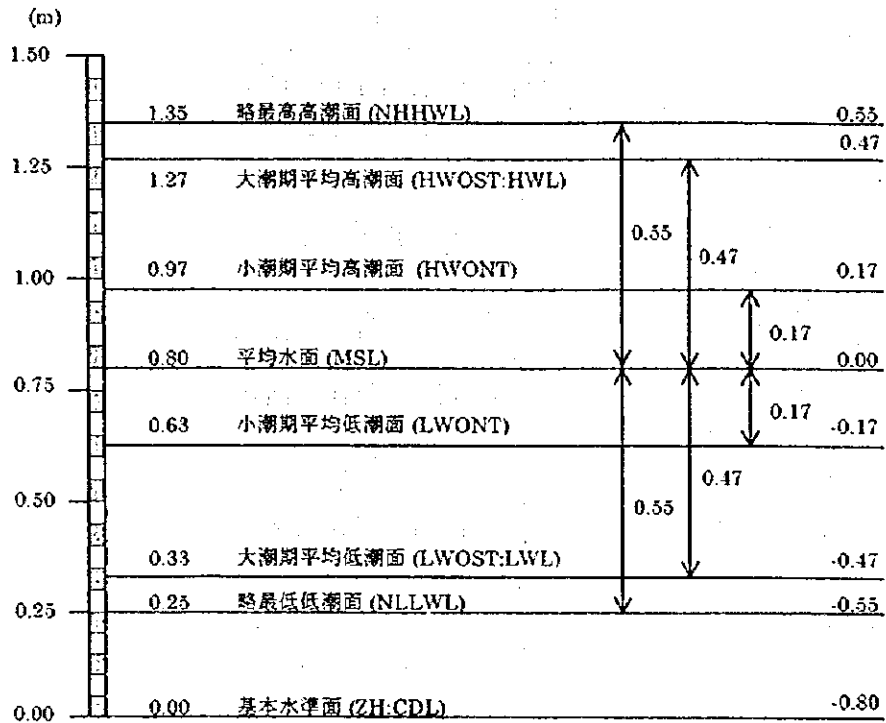 (m)
1.50
1.35 略最高高潮面 (NHHWL) 0.55
0.47
1.25
1.27 大潮期平均高潮面 (HWOST:HWL)
0.55
0.47
1.00
0.97 小潮期平均高潮面 (HWONT) 0.17
0.17
0.80 平均水面 (MSL) 0.00
0.75
0.63 小潮期平均低潮面 (LWONT) 0.17 -0.17
0.47
0.50
0.55
0.33 大潮期平均低潮面 (LWOST:LWL) -0.47
0.25 略最低低潮面 (NLLWL) -0.55
0.25
0.00 0.00 基本水準面 (ZH:CDL) -0.80